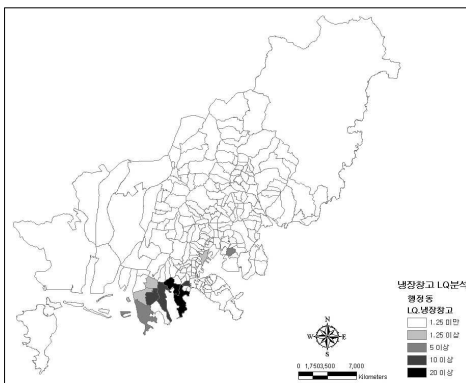 냉장창고 LQ분석
행정동
LQ.냉장창고
1.25 미만
1.25 이상
5 이상
10 이상
20 이상
N
W E
S
0 1,7503,500 7,000
Kilometers